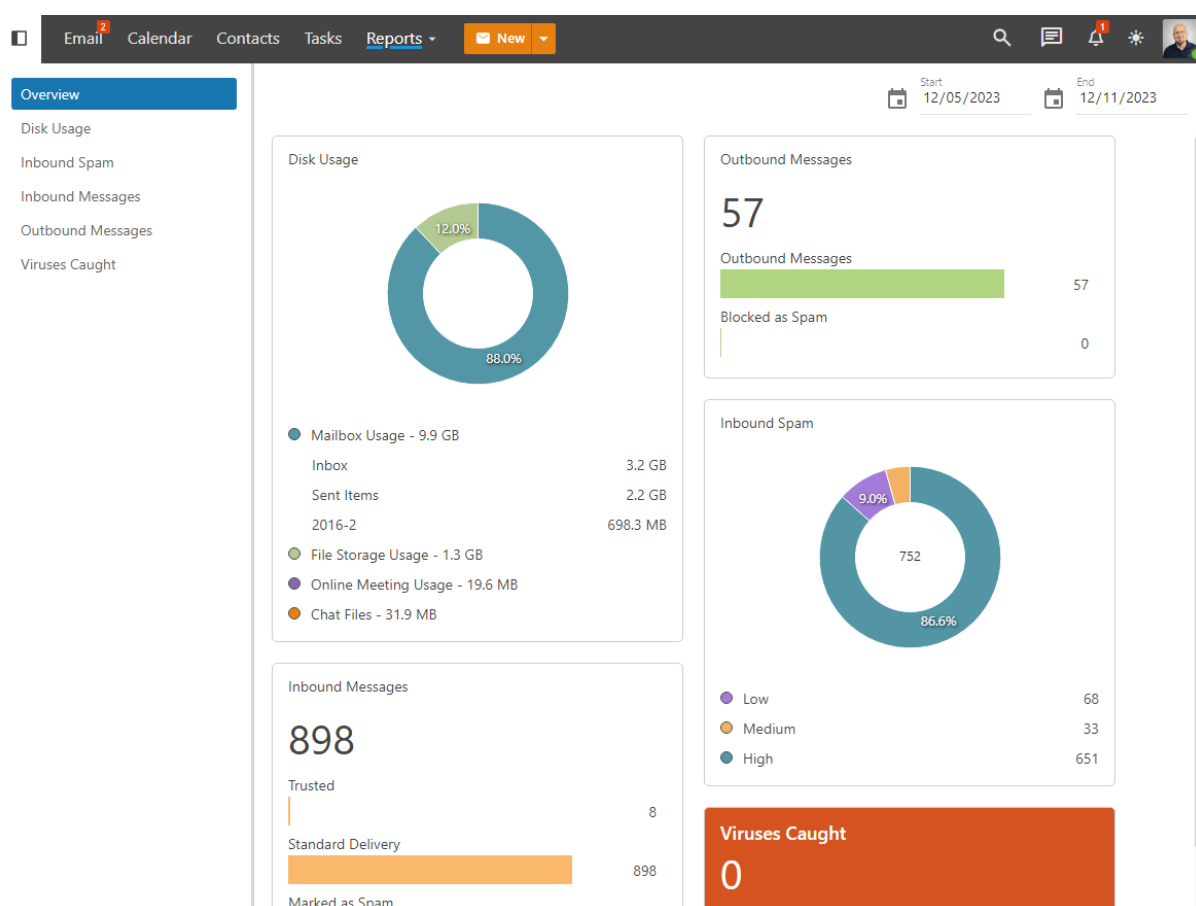 2
1
Email Calendar Contacts Tasks Reports New
Overview
Disk Usage
Inbound Spam
Inbound Messages
Outbound Messages
Viruses Caught
Start
12/05/2023
End
12/11/2023
Disk Usage
12.0%
88.0%
Mailbox Usage - 9.9 GB
Inbox 3.2 GB
Sent Items 2.2 GB
2016-2 698.3 MB
File Storage Usage - 1.3 GB
Online Meeting Usage - 19.6 MB
Chat Files - 31.9 MB
Inbound Messages
898
Trusted
8
Standard Delivery
898
Marked as Spam
Outbound Messages
57
Outbound Messages
57
Blocked as Spam
0
Inbound Spam
9.0%
752
86.6%
Low 68
Medium 33
High 651
Viruses Caught
0